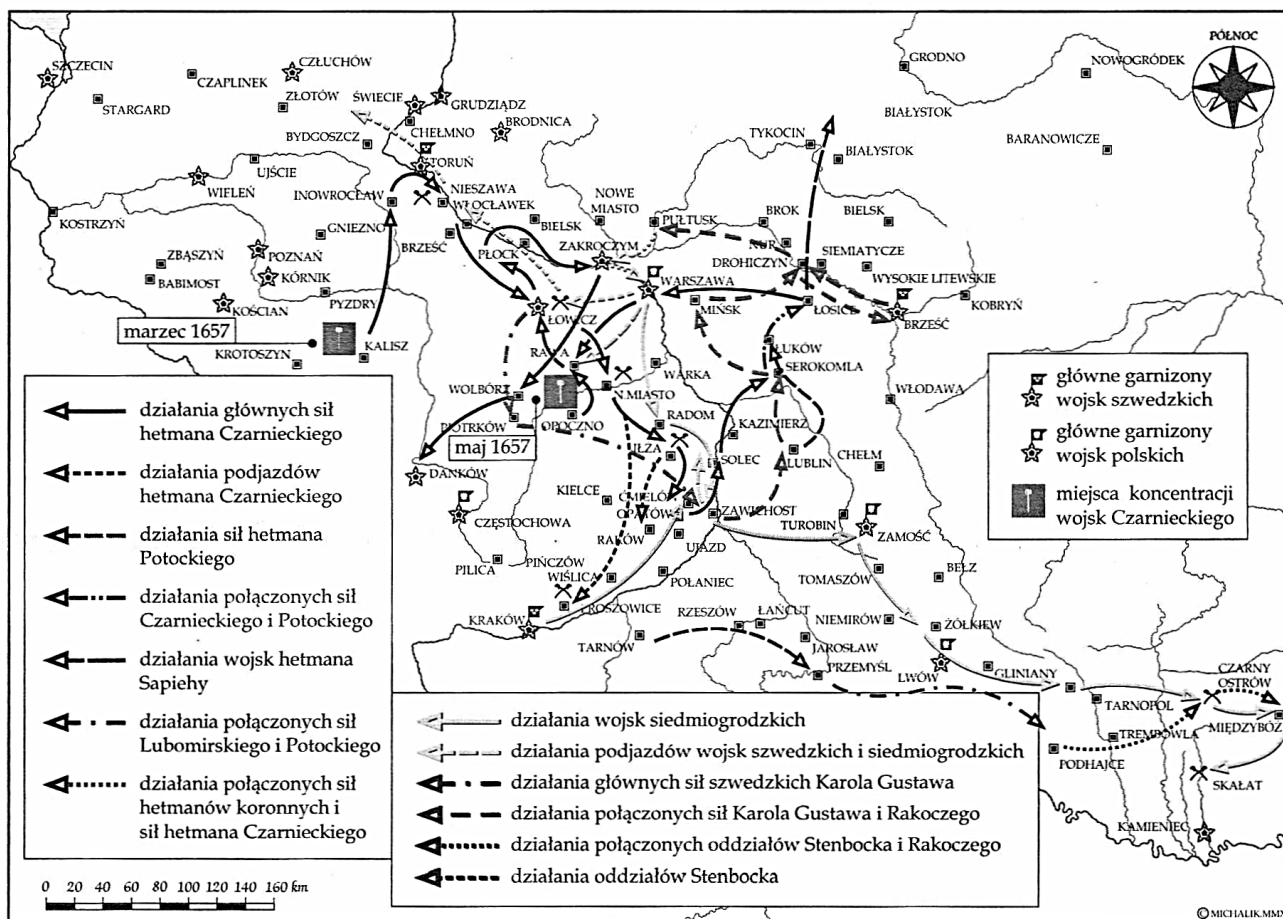 PÓŁNOC
SZCZECIN
CZAPLINEK
CZŁUCHÓW
GRODNO
NOWOGRÓDEK
STARGARD
ZŁOTÓW
ŚWIECIE
GRUDZIĄDZ
BRODNICA
CHEŁMNO
BIAŁYSTOK
BYDGOSZCZ
TYKOCIN
BARANOWICZE
TORUŃ
BIAŁYSTOK
UJŚCIE
WIELEŃ
INOWROCŁAW
NIESZAWA
NOWE
MIASTO
KOSTRZYŃ
WŁOCŁAWEK
BIELSK
PUŁTUSK
BROK
BIELSK
GNIEZNO
BRZEŚĆ
ZAKROCZYM
NUR
SIEMIATYCZE
ZBĄSZYŃ
POZNAŃ
PŁOCK
DROHICZYN
WYSOKIE LITEWSKIE
BABIMOST
KÓRNIK
WARSZAWA
KOBRYŃ
KOŚCIAN
PYZDRY
MIŃSK
ŁOSICE
BRZEŚĆ
ŁOWICZ
marzec 1657
KROTOSZYN
KALISZ
RAWA
WARKA
ŁUKÓW
SEROKOMLA
WOLBÓRZ
N.MIASTO
WŁODAWA
PIOTRKÓW
OPOCZNO
RADOM
KAZIMIERZ
maj 1657
IŁŻA
LUBLIN
CHEŁM
DANKÓW
SOLEC
KIELCE
ĆMIELÓW
OPATÓW
ZAWICHOST
CZĘSTOCHOWA
TUROBIN
ZAMOŚĆ
RAKÓW
UJAZD
PILICA
PIŃCZÓW
WIŚLICA
POŁANIEC
TOMASZÓW
BEŁZ
PROSZOWICE
RZESZÓW
ŁAŃCUT
NIEMIRÓW
ŻÓŁKIEW
KRAKÓW
TARNÓW
JAROSŁAW
PRZEMYŚL
LWÓW
GLINIANY
CZARNY
OSTRÓW
TARNOPOL
MIĘDZYBÓŻ
TREMBOWLA
PODHAJCE
SKAŁAT
KAMIENIEC
główne garnizony
wojsk szwedzkich
główne garnizony
wojsk polskich
miejsca koncentracji
wojsk Czarnieckiego
działania głównych sił
hetmana Czarnieckiego
działania podjazdów
hetmana Czarnieckiego
działania sił hetmana
Potockiego
działania połączonych sił
Czarnieckiego i Potockiego
działania wojsk hetmana
Sapiehy
działania połączonych sił
Lubomirskiego i Potockiego
działania połączonych sił
hetmanów koronnych i
sił hetmana Czarnieckiego
działania wojsk siedmiogrodzkich
działania podjazdów wojsk szwedzkich i siedmiogrodzkich
działania głównych sił szwedzkich Karola Gustawa
działania połączonych sił Karola Gustawa i Rakoczego
działania połączonych oddziałów Stenbocka i Rakoczego
działania oddziałów Stenbocka
0 20 40 60 80 100 120 140 160 km